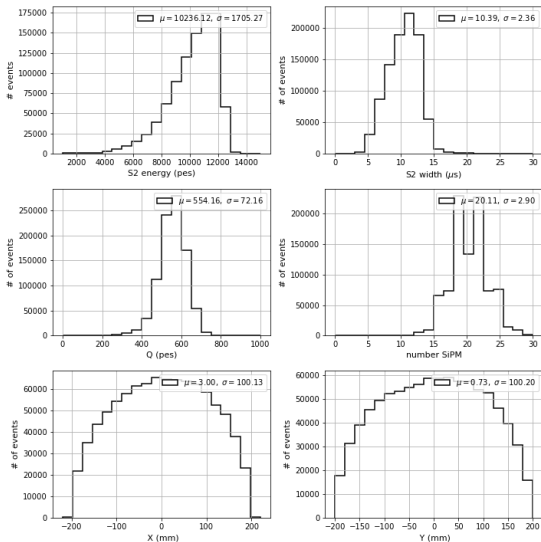 175000
150000
125000
100000
75000
50000
25000
0
# events
2000 4000 6000 8000 10000 12000 14000
S2 energy (pes)
μ = 10236.12, σ = 1705.27
200000
150000
100000
50000
0
# of events
0 5 10 15 20 25 30
S2 width (μs)
μ = 10.39, σ = 2.36
250000
200000
150000
100000
50000
0
# of events
0 200 400 600 800 1000
Q (pes)
μ = 554.16, σ = 72.16
200000
150000
100000
50000
0
# of events
0 5 10 15 20 25 30
number SiPM
μ = 20.11, σ = 2.90
60000
50000
40000
30000
20000
10000
0
# of events
−200 −100 0 100 200
X (mm)
μ = 3.00, σ = 100.13
60000
50000
40000
30000
20000
10000
0
# of events
−200 −150 −100 −50 0 50 100 150 200
Y (mm)
μ = 0.73, σ = 100.20